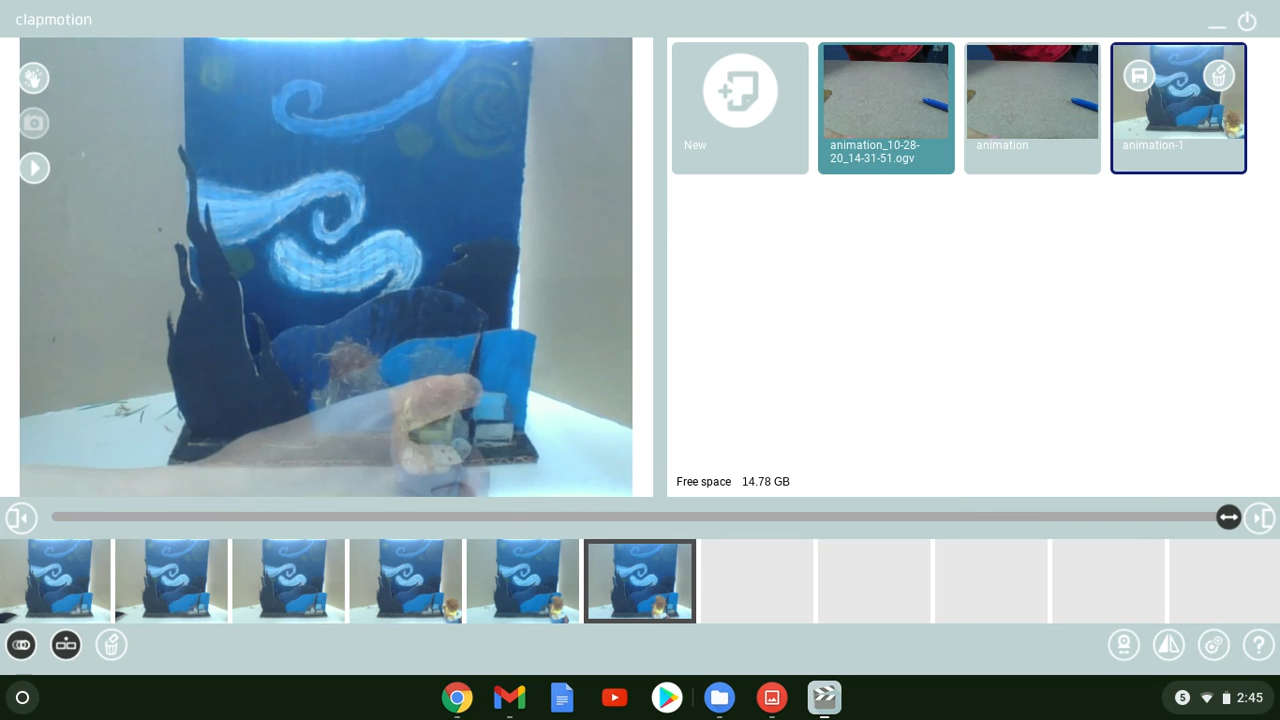 clapmotion
New
animation_10-28-
20_14-31-51.ogv
animation
animation-1
Free space 14.78 GB
5 2:45